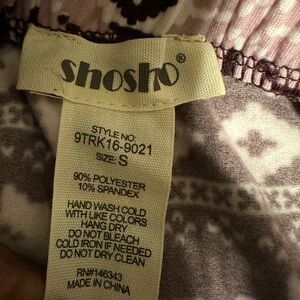 shosho®
STYLE NO
9TRK16-9021
SIZE: S
90% POLYESTER
10% SPANDEX
HAND WASH COLD
WITH LIKE COLORS
HANG DRY
DO NOT BLEACH
COLD IRON IF NEEDED
DO NOT DRY CLEAN
RN#146343
MADE IN CHINA